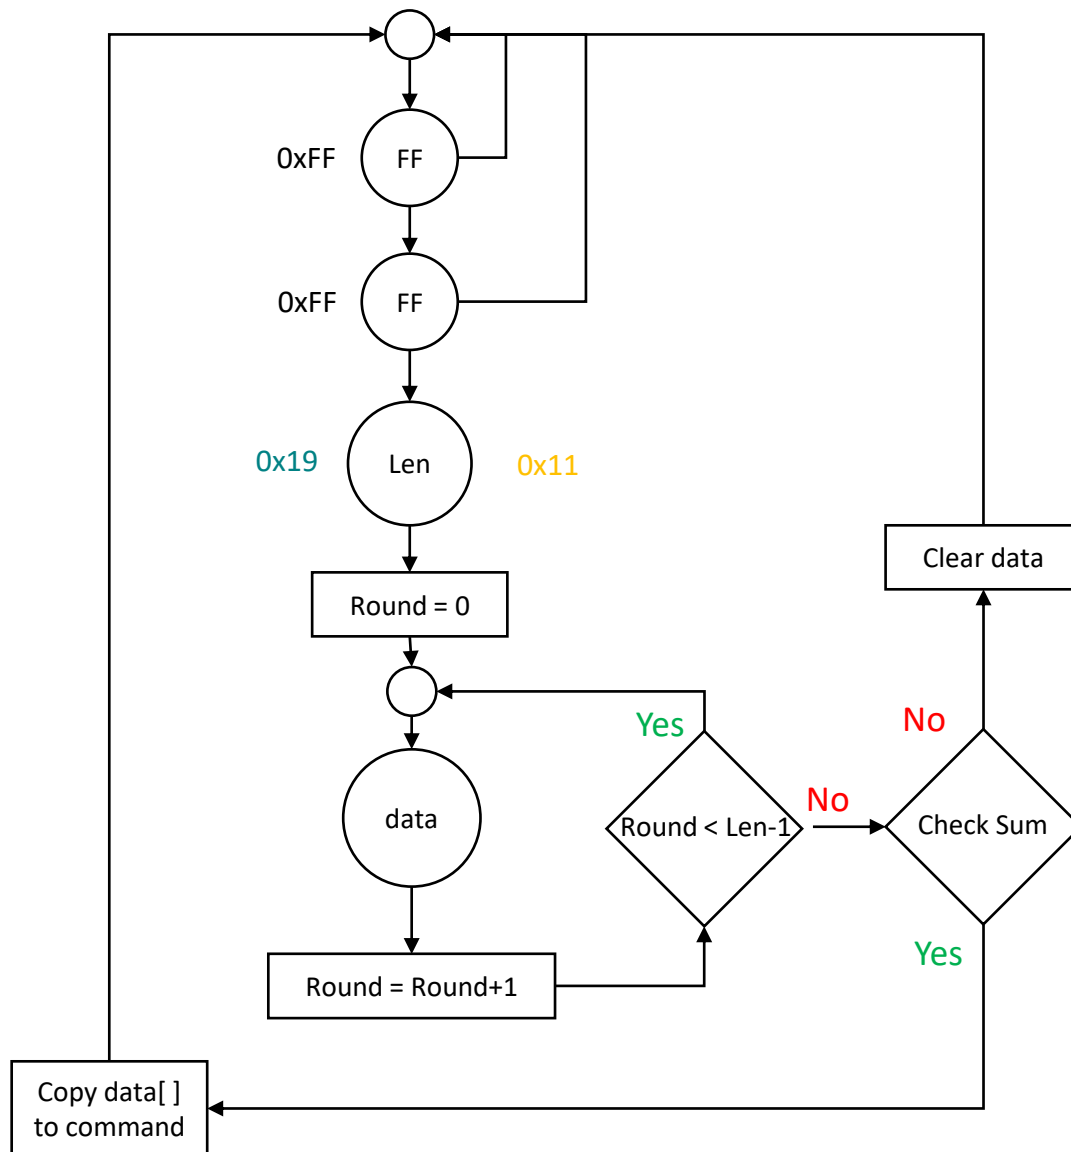 0xFF
FF
0xFF
FF
0x19
Len
0x11
Clear data
Round = 0
Yes
No
data
Round < Len-1
No
Check Sum
Yes
Round = Round+1
Copy data[ ]
to command